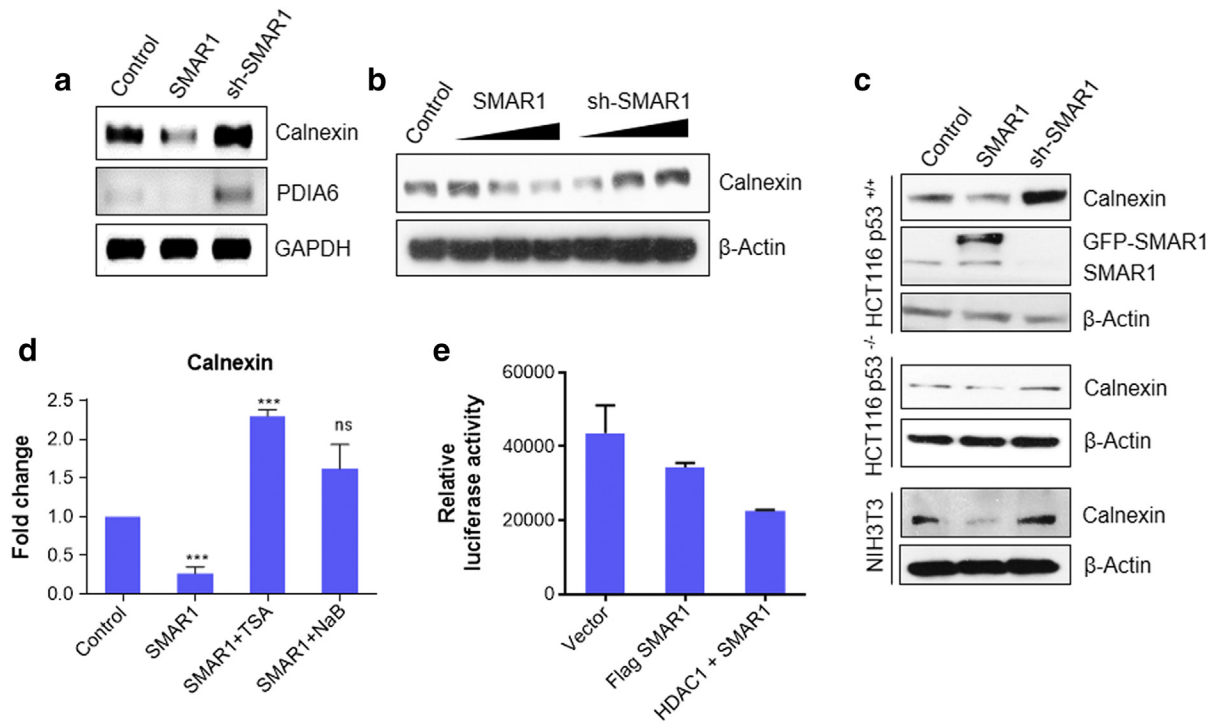 a
Control
SMAR1
sh-SMAR1
Calnexin
PDIA6
GAPDH
b
Control
SMAR1
sh-SMAR1
Calnexin
β-Actin
c
Control
SMAR1
sh-SMAR1
HCT116 p53 +/+
Calnexin
GFP-SMAR1
SMAR1
β-Actin
HCT116 p53 -/-
Calnexin
β-Actin
NIH3T3
Calnexin
β-Actin
d
Calnexin
Fold change
2.5
2.0
1.5
1.0
0.5
0.0
***
***
ns
Control
SMAR1
SMAR1+TSA
SMAR1+NaB
e
Relative
luciferase activity
60000
40000
20000
0
Vector
Flag SMAR1
HDAC1 + SMAR1